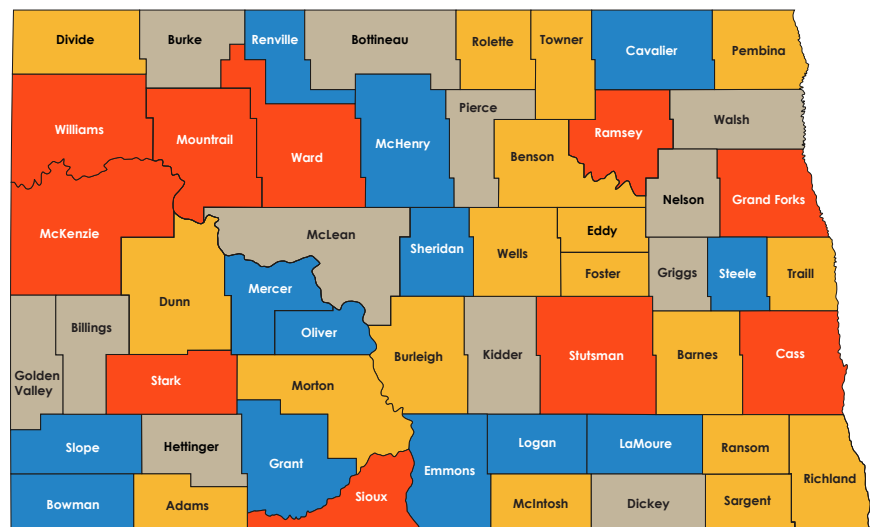 Divide
Burke
Renville
Bottineau
Rolette
Towner
Cavalier
Pembina
Williams
Mountrail
Ward
McHenry
Pierce
Benson
Ramsey
Walsh
McKenzie
Nelson
Grand Forks
McLean
Sheridan
Wells
Eddy
Foster
Griggs
Steele
Traill
Dunn
Mercer
Oliver
Billings
Golden
Valley
Stark
Morton
Burleigh
Kidder
Stutsman
Barnes
Cass
Slope
Hettinger
Grant
Emmons
Logan
LaMoure
Ransom
Richland
Bowman
Adams
Sioux
McIntosh
Dickey
Sargent